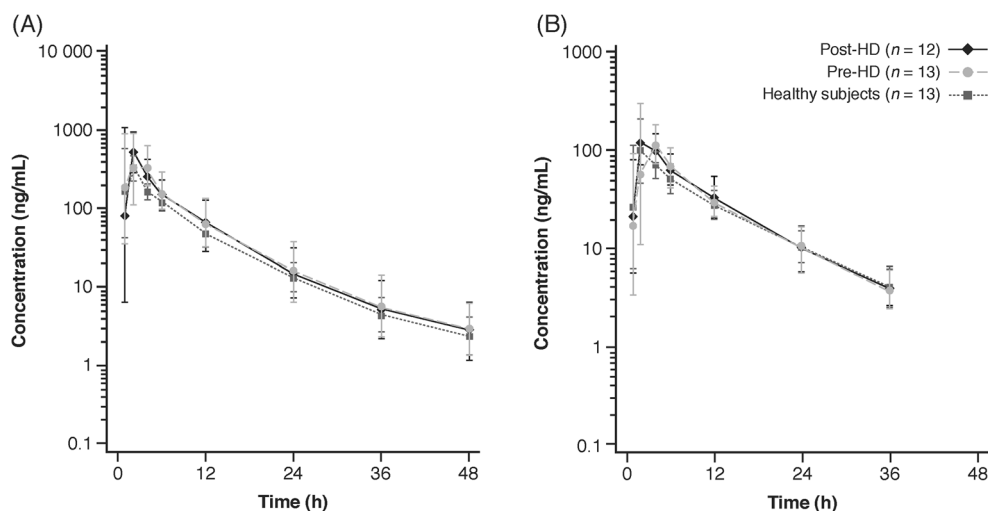 (A)
10 000
1000
100
10
1
0.1
Concentration (ng/mL)
0
12
24
36
48
Time (h)
(B)
Post-HD (n = 12)
Pre-HD (n = 13)
Healthy subjects (n = 13)
1000
100
10
1
0.1
Concentration (ng/mL)
0
12
24
36
48
Time (h)